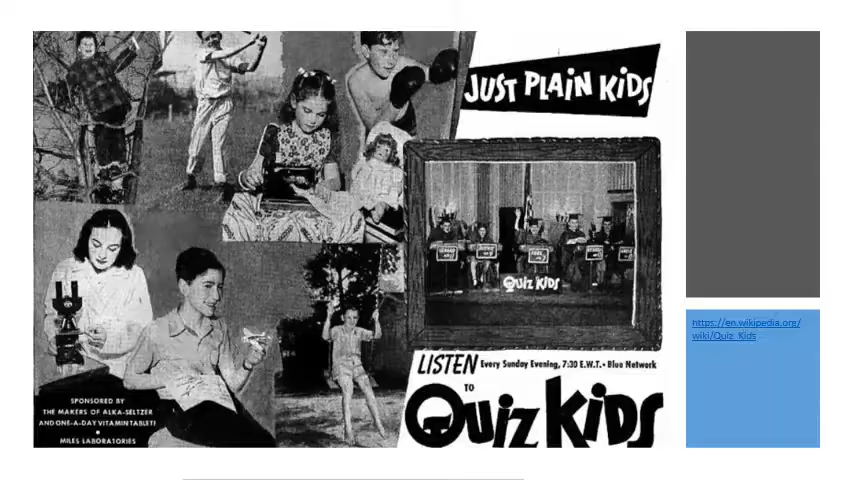 JUST PLAIN KIDS
QUIZ KIDS
LISTEN Every Sunday Evening, 7:30 E.W.T. • Blue Network
TO
QUIZ KIDS
SPONSORED BY
THE MAKERS OF ALKA-SELTZER
AND ONE-A-DAY VITAMIN TABLETS
•
MILES LABORATORIES
https://en.wikipedia.org/
wiki/Quiz_Kids